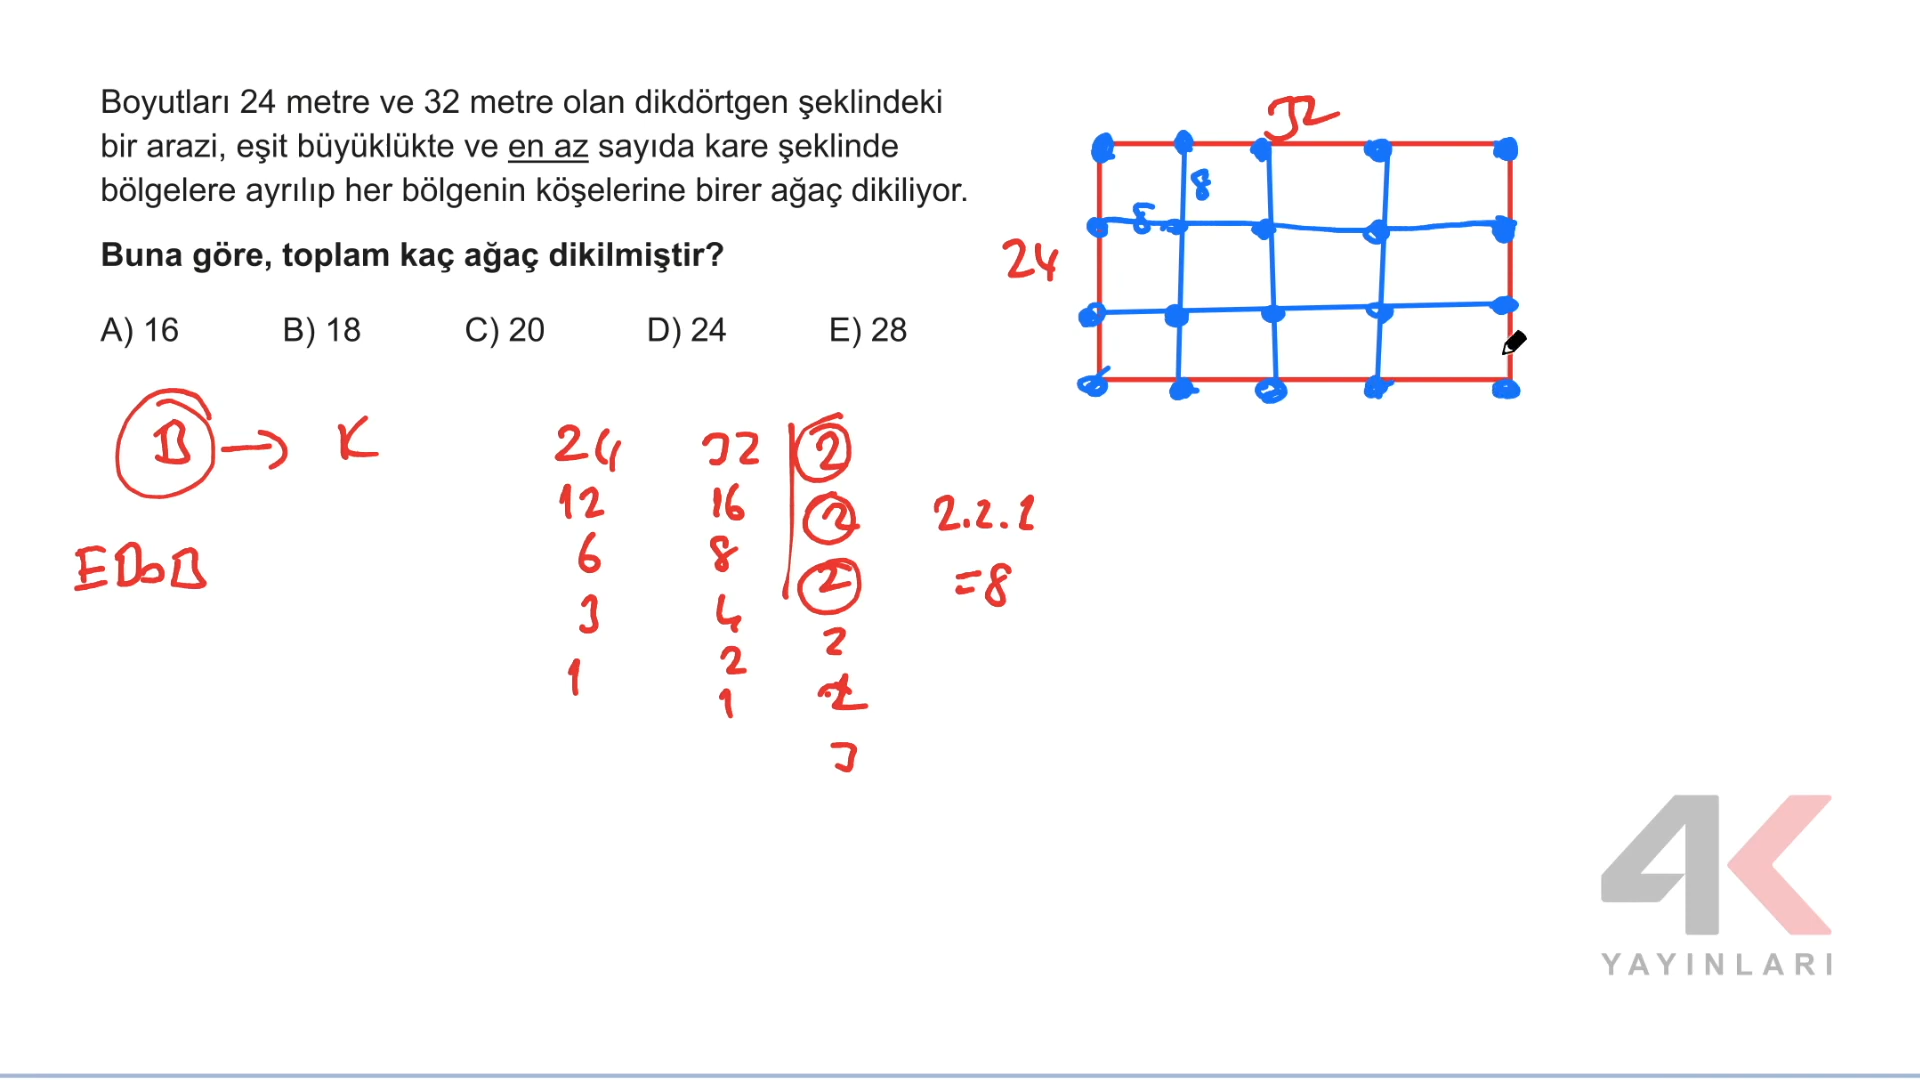 Boyutları 24 metre ve 32 metre olan dikdörtgen şeklindeki
bir arazi, eşit büyüklükte ve en az sayıda kare şeklinde
bölgelere ayrılıp her bölgenin köşelerine birer ağaç dikiliyor.
Buna göre, toplam kaç ağaç dikilmiştir?
A) 16 B) 18 C) 20 D) 24 E) 28
32
8
8
24
B → K
EBOB
24 32 2
12 16 2
6 8 2
3 4 2
1 2 2
1 3
2.2.2
=8
4K
YAYINLARI